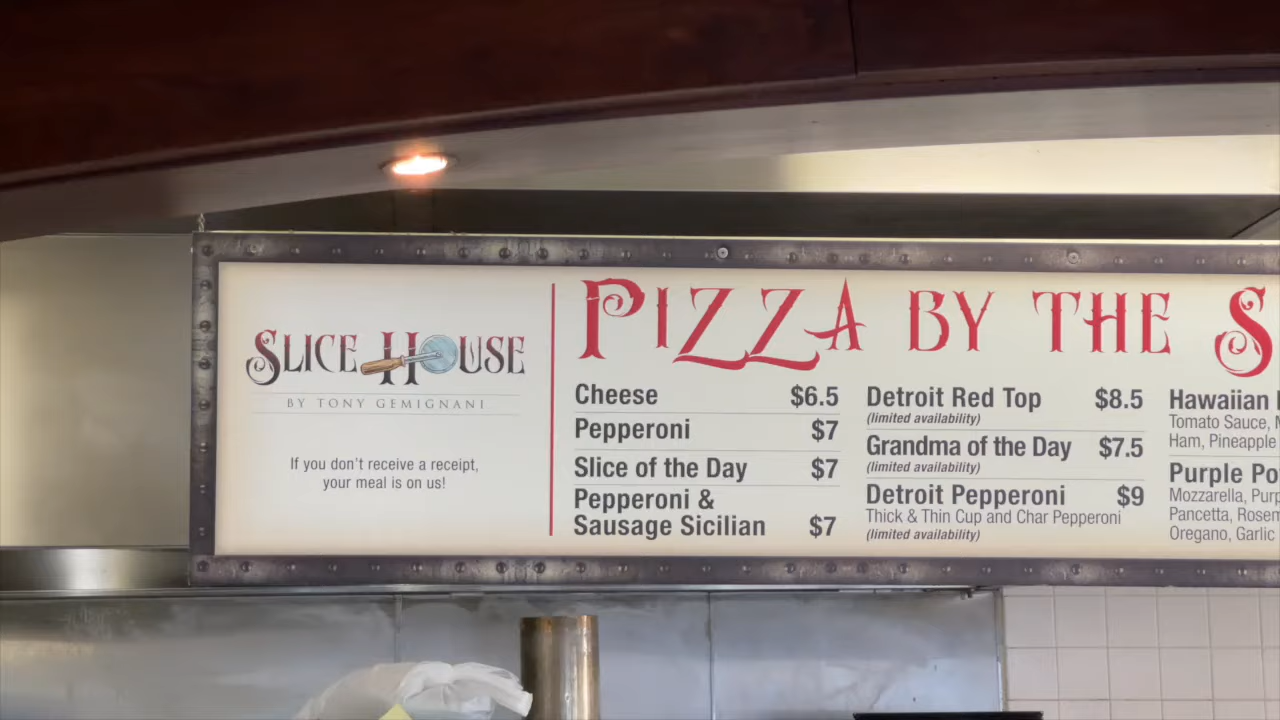 PIZZA BY THE S
SLICE HOUSE
BY TONY GEMIGNANI
If you don't receive a receipt,
your meal is on us!
Cheese $6.5
Pepperoni $7
Slice of the Day $7
Pepperoni &
Sausage Sicilian $7
Detroit Red Top $8.5
(limited availability)
Grandma of the Day $7.5
(limited availability)
Detroit Pepperoni $9
Thick & Thin Cup and Char Pepperoni
(limited availability)
Hawaiian
Tomato Sauce,
Ham, Pineapple
Purple Po
Mozzarella, Purp
Pancetta, Rosem
Oregano, Garlic